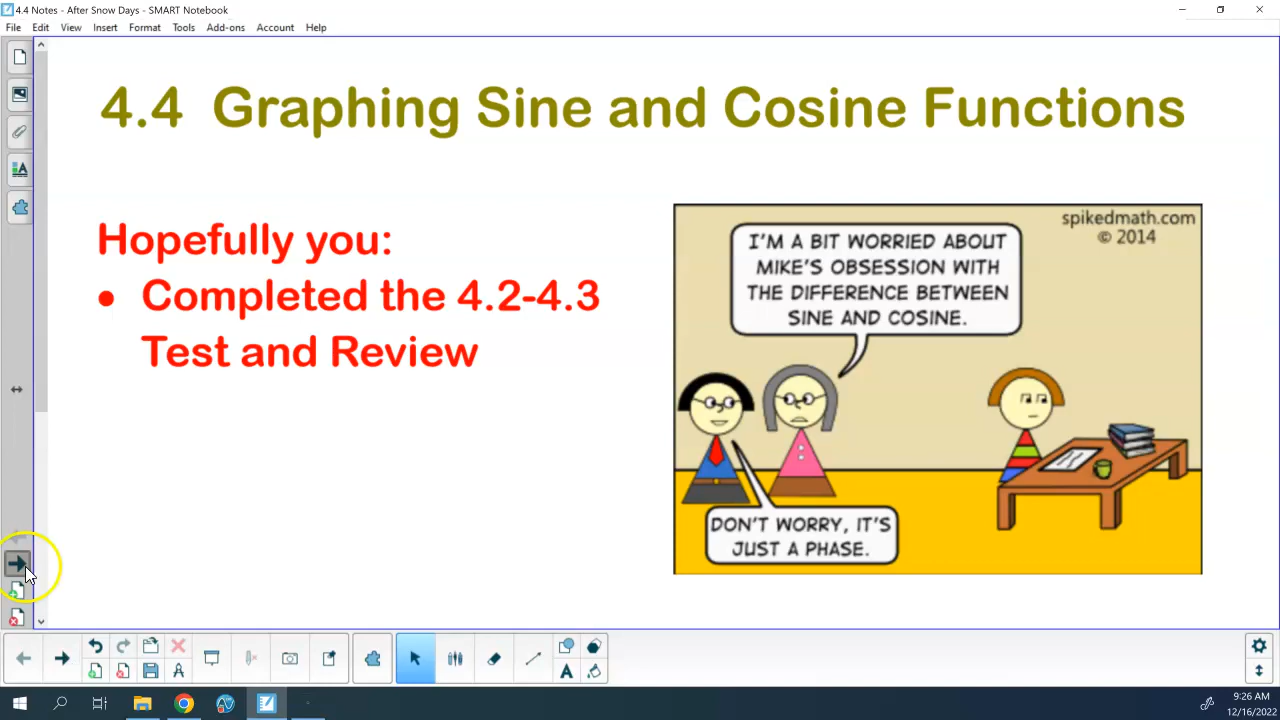 4.4 Notes - After Snow Days - SMART Notebook
File Edit View Insert Format Tools Add-ons Account Help
4.4 Graphing Sine and Cosine Functions
Hopefully you:
• Completed the 4.2-4.3
Test and Review
spikedmath.com
© 2014
I'M A BIT WORRIED ABOUT
MIKE'S OBSESSION WITH
THE DIFFERENCE BETWEEN
SINE AND COSINE.
DON'T WORRY, IT'S
JUST A PHASE.
9:26 AM
12/16/2022